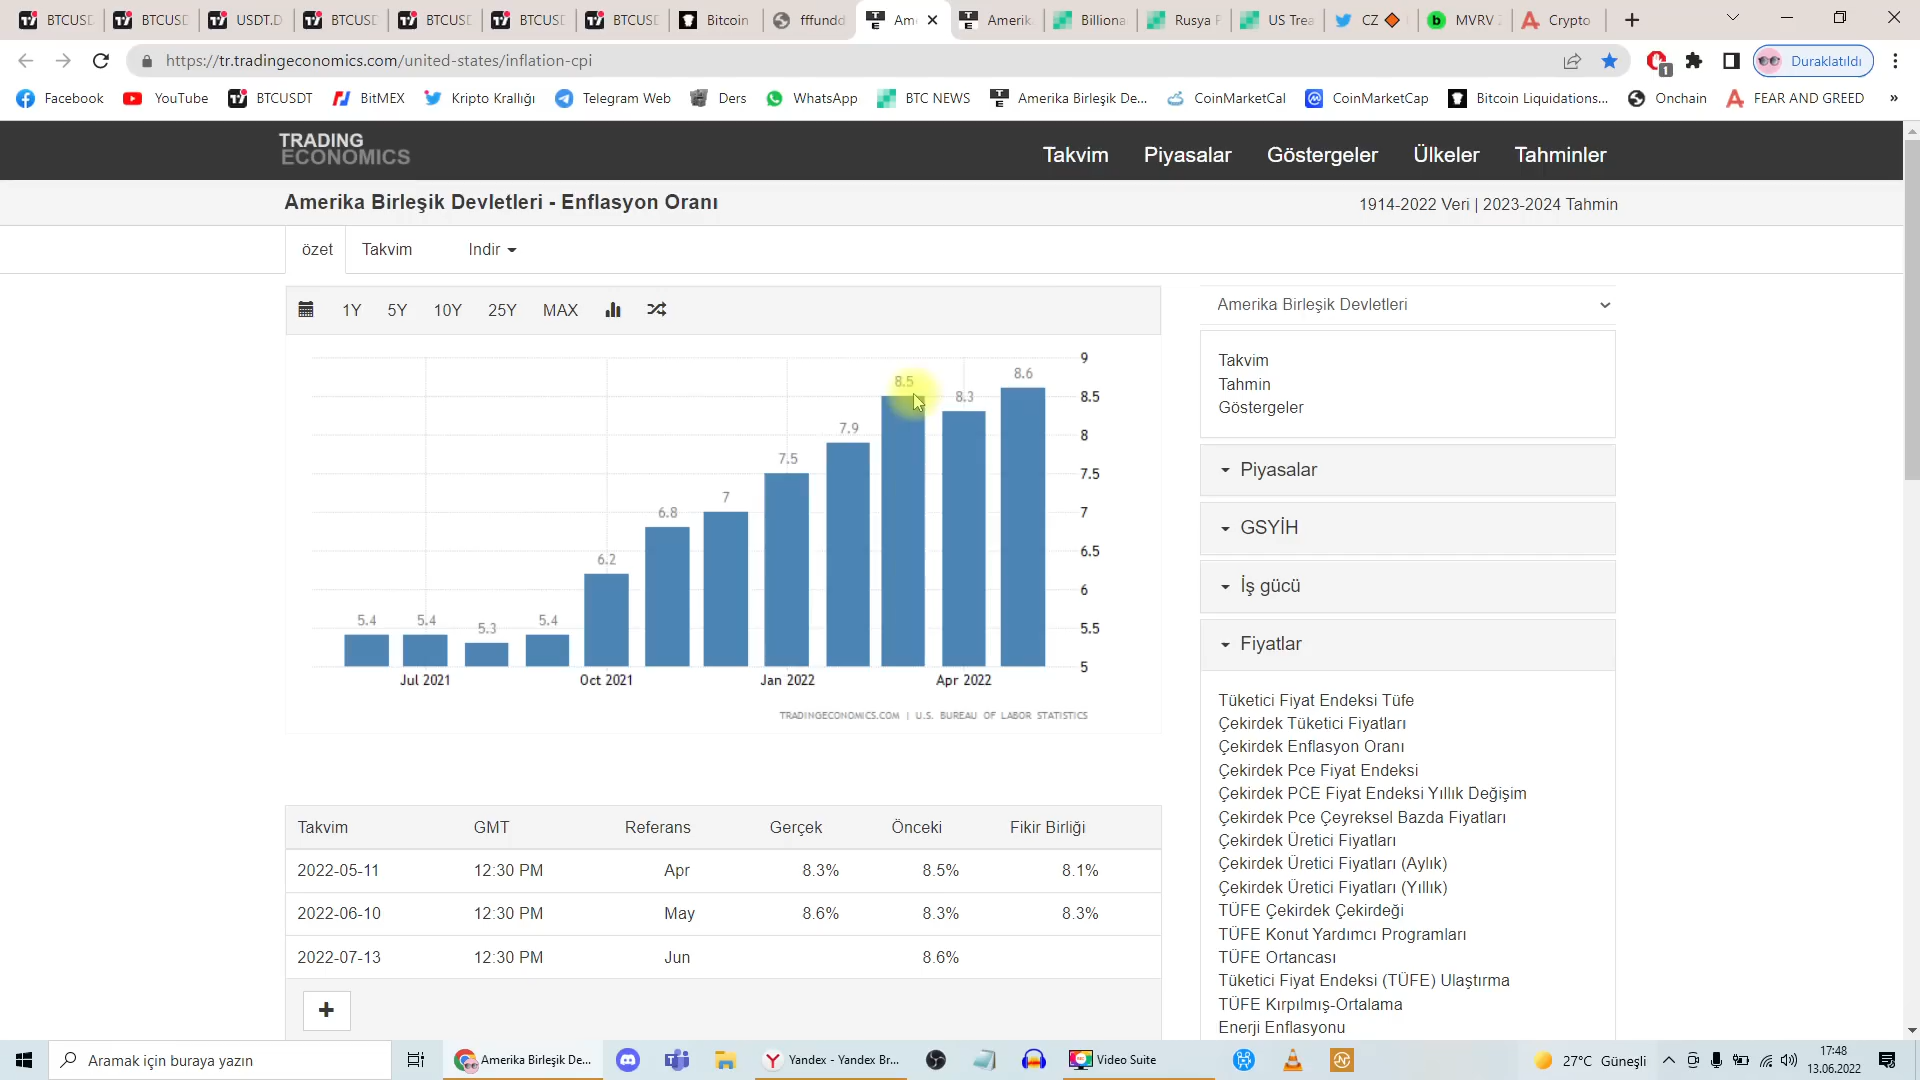 BTCUSD BTCUSD USDT.D BTCUSD BTCUSD BTCUSD BTCUSD Bitcoin fffundd Am Amerika Billiona Rusya P US Trea CZ MVRV Z Crypto
https://tr.tradingeconomics.com/united-states/inflation-cpi
1
Duraklatıldı
Facebook YouTube BTCUSDT BitMEX Kripto Krallığı Telegram Web Ders WhatsApp BTC NEWS Amerika Birleşik De... CoinMarketCal CoinMarketCap Bitcoin Liquidations... Onchain FEAR AND GREED »
TRADING
ECONOMICS
Takvim Piyasalar Göstergeler Ülkeler Tahminler
Amerika Birleşik Devletleri - Enflasyon Oranı
1914-2022 Veri | 2023-2024 Tahmin
özet Takvim Indir
1Y 5Y 10Y 25Y MAX
5.4 5.4 5.3 5.4 6.2 6.8 7 7.5 7.9 8.5 8.3 8.6
9
8.5
8
7.5
7
6.5
6
5.5
5
Jul 2021 Oct 2021 Jan 2022 Apr 2022
TRADINGECONOMICS.COM | U.S. BUREAU OF LABOR STATISTICS
Takvim GMT Referans Gerçek Önceki Fikir Birliği
2022-05-11 12:30 PM Apr 8.3% 8.5% 8.1%
2022-06-10 12:30 PM May 8.6% 8.3% 8.3%
2022-07-13 12:30 PM Jun 8.6%
+
Amerika Birleşik Devletleri
Takvim
Tahmin
Göstergeler
Piyasalar
GSYİH
İş gücü
Fiyatlar
Tüketici Fiyat Endeksi Tüfe
Çekirdek Tüketici Fiyatları
Çekirdek Enflasyon Oranı
Çekirdek Pce Fiyat Endeksi
Çekirdek PCE Fiyat Endeksi Yıllık Değişim
Çekirdek Pce Çeyreksel Bazda Fiyatları
Çekirdek Üretici Fiyatları
Çekirdek Üretici Fiyatları (Aylık)
Çekirdek Üretici Fiyatları (Yıllık)
TÜFE Çekirdek Çekirdeği
TÜFE Konut Yardımcı Programları
TÜFE Ortancası
Tüketici Fiyat Endeksi (TÜFE) Ulaştırma
TÜFE Kırpılmış-Ortalama
Enerji Enflasyonu
Aramak için buraya yazın
Amerika Birleşik De...
Yandex - Yandex Br...
Video Suite
27°C Güneşli
17:48
13.06.2022